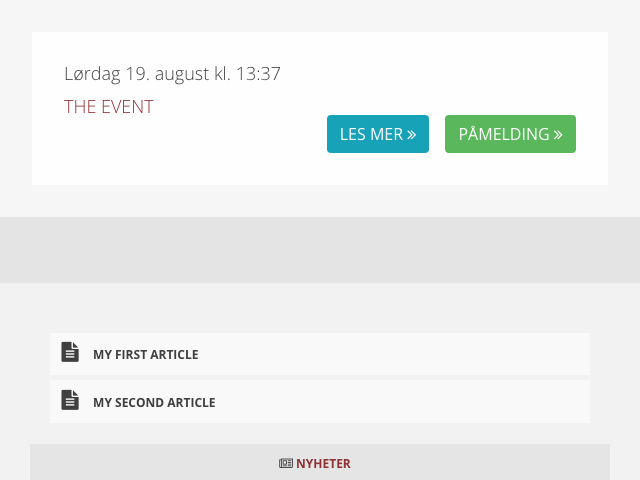 Lørdag 19. august kl. 13:37
THE EVENT
LES MER »
PÅMELDING »
MY FIRST ARTICLE
MY SECOND ARTICLE
NYHETER